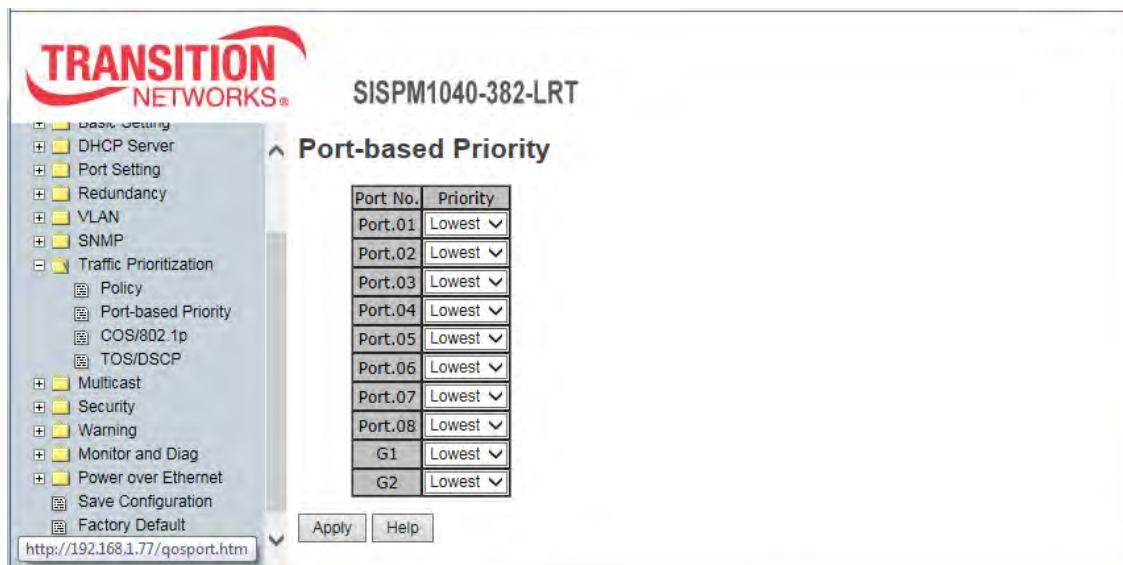 TRANSITION
NETWORKS®
SISPM1040-382-LRT
Basic Setting
DHCP Server
Port Setting
Redundancy
VLAN
SNMP
Traffic Prioritization
Policy
Port-based Priority
COS/802.1p
TOS/DSCP
Multicast
Security
Warning
Monitor and Diag
Power over Ethernet
Save Configuration
Factory Default
http://192.168.1.77/qosport.htm
Port-based Priority
Port No. Priority
Port.01 Lowest
Port.02 Lowest
Port.03 Lowest
Port.04 Lowest
Port.05 Lowest
Port.06 Lowest
Port.07 Lowest
Port.08 Lowest
G1 Lowest
G2 Lowest
Apply Help